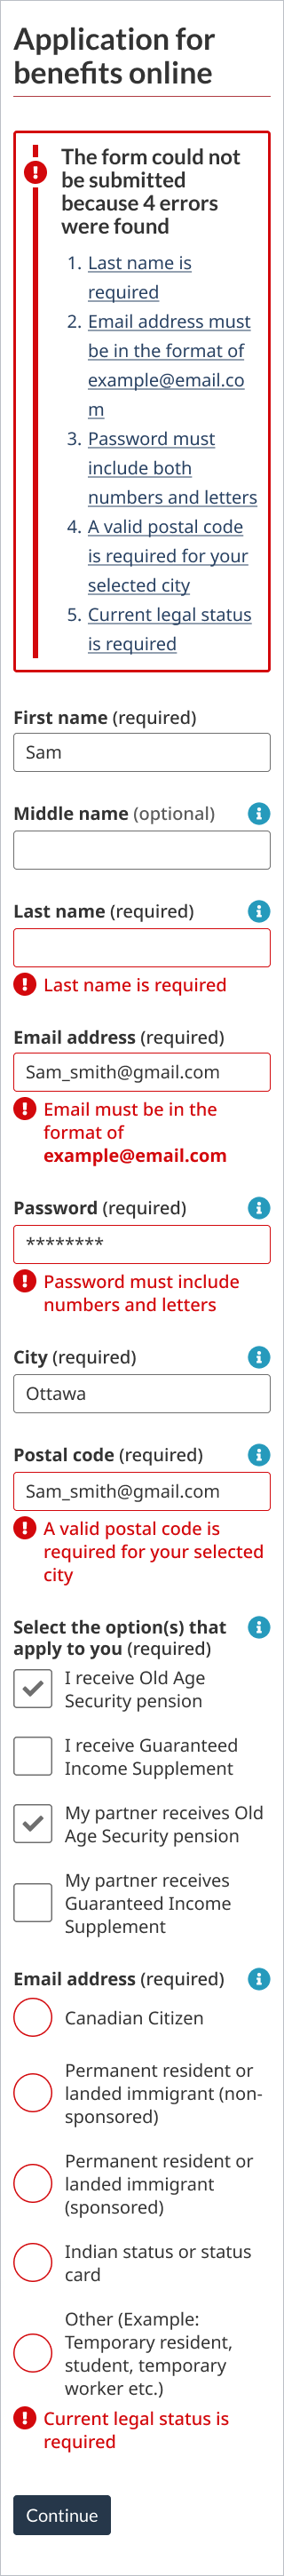 Application for
benefits online
The form could not
be submitted
because 4 errors
were found
1. Last name is
required
2. Email address must
be in the format of
example@email.co
m
3. Password must
include both
numbers and letters
4. A valid postal code
is required for your
selected city
5. Current legal status
is required
First name (required)
Sam
Middle name (optional)
Last name (required)
Last name is required
Email address (required)
Sam_smith@gmail.com
Email must be in the
format of
example@email.com
Password (required)
********
Password must include
numbers and letters
City (required)
Ottawa
Postal code (required)
Sam_smith@gmail.com
A valid postal code is
required for your selected
city
Select the option(s) that
apply to you (required)
I receive Old Age
Security pension
I receive Guaranteed
Income Supplement
My partner receives Old
Age Security pension
My partner receives
Guaranteed Income
Supplement
Email address (required)
Canadian Citizen
Permanent resident or
landed immigrant (non-
sponsored)
Permanent resident or
landed immigrant
(sponsored)
Indian status or status
card
Other (Example:
Temporary resident,
student, temporary
worker etc.)
Current legal status is
required
Continue